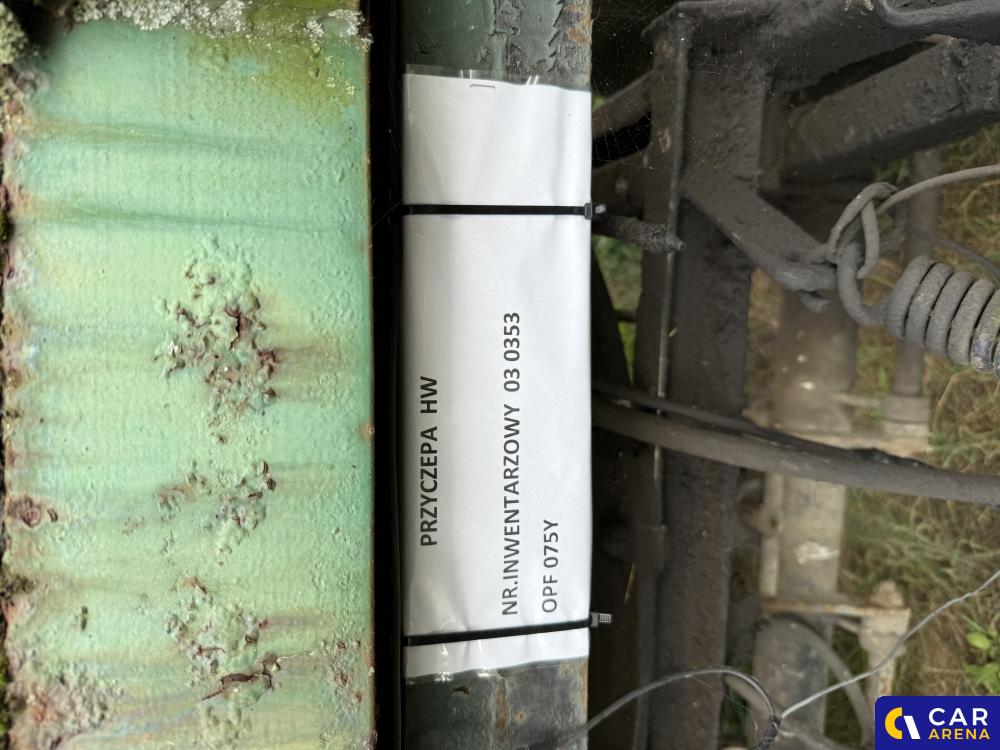 PRZYCZEPA HW
NR.INWENTARZOWY 03 0353
OPF 075Y
CAR
ARENA